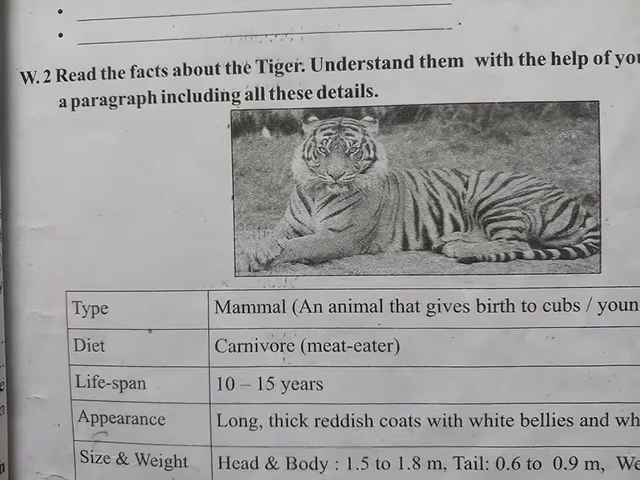 W.2 Read the facts about the Tiger. Understand them with the help of
a paragraph including all these details.
Type Mammal (An animal that gives birth to cubs /
Diet Carnivore (meat-eater)
Life-span 10 – 15 years
Appearance Long, thick reddish coats with white bellies and
Size & Weight Head & Body : 1.5 to 1.8 m, Tail: 0.6 to 0.9 m,